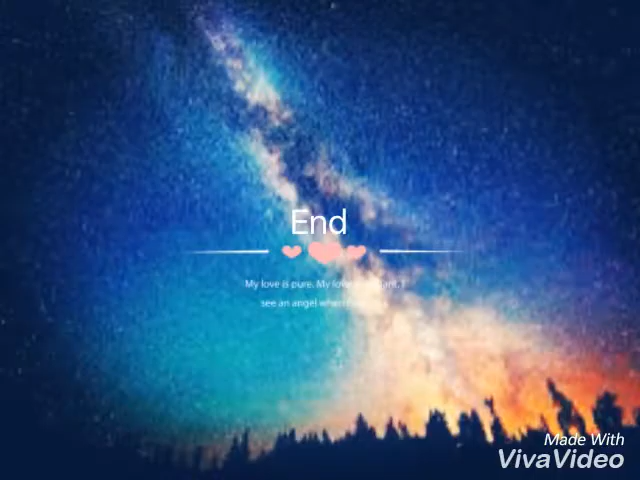 End
My love is pure. My love
see an angel when
Made With
VivaVideo